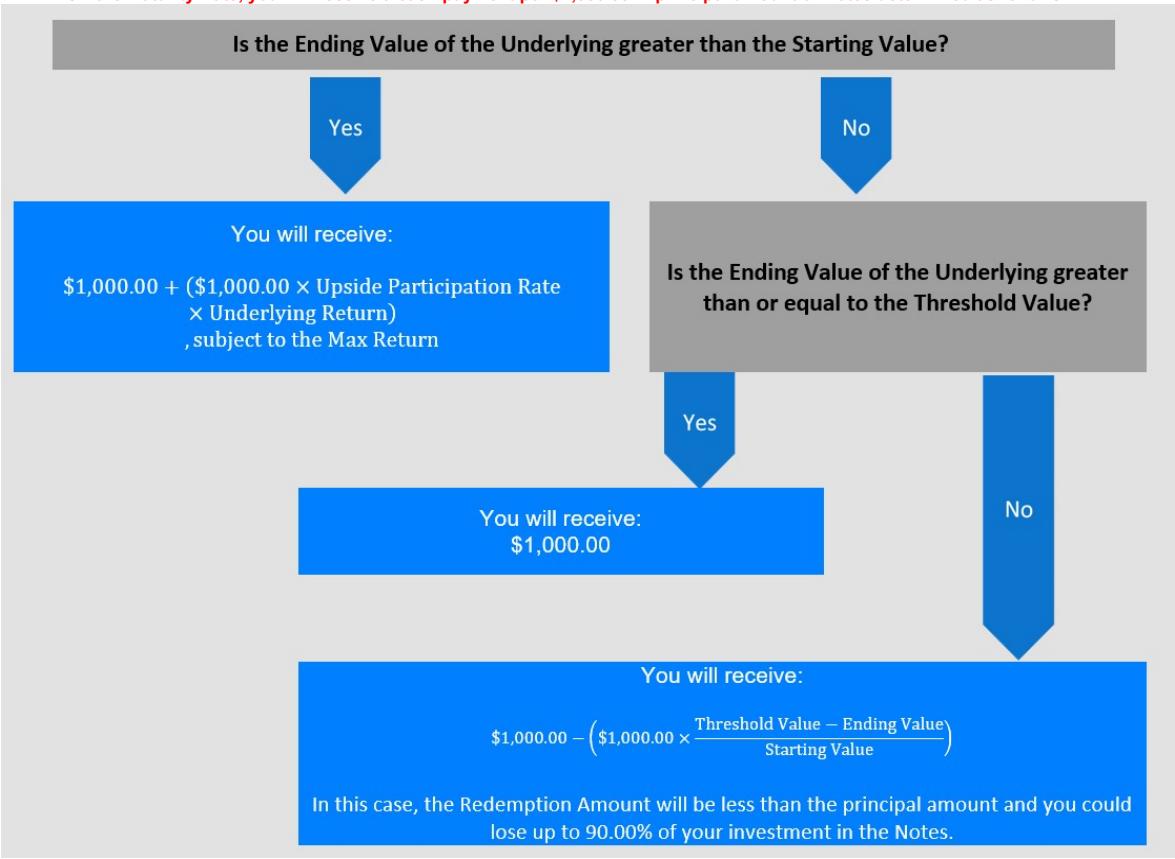 Is the Ending Value of the Underlying greater than the Starting Value?
Yes
No
You will receive:
$1,000.00 + ($1,000.00 × Upside Participation Rate
× Underlying Return)
, subject to the Max Return
Is the Ending Value of the Underlying greater
than or equal to the Threshold Value?
Yes
No
You will receive:
$1,000.00
You will receive:
$1,000.00 − ($1,000.00 × (Threshold Value − Ending Value) / Starting Value)
In this case, the Redemption Amount will be less than the principal amount and you could
lose up to 90.00% of your investment in the Notes.